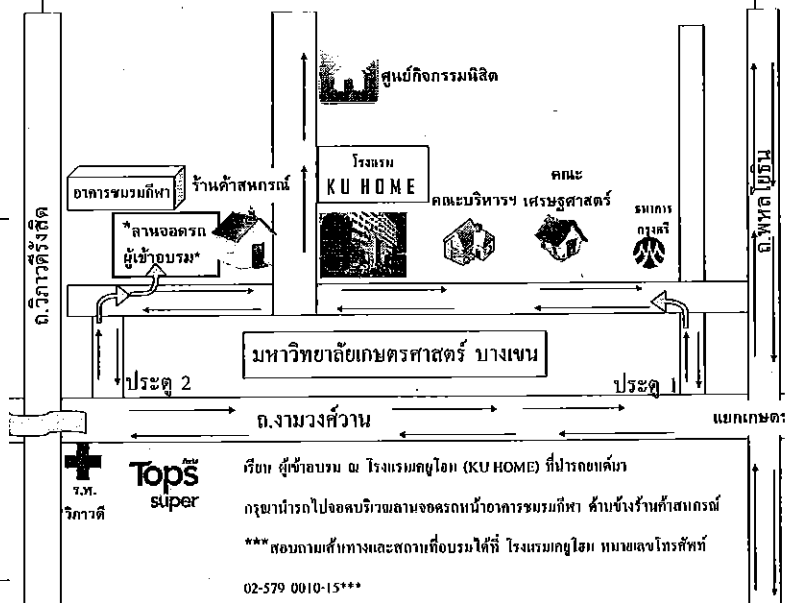 ศูนย์กิจกรรมนิสิต
โรงแรม
KU HOME
อาคารชมรมกีฬา
ร้านค้าสหกรณ์
คณะบริหารฯ
คณะ
เศรษฐศาสตร์
ธนาคาร
กรุงศรี
*ลานจอดรถ
ผู้เข้าอบรม*
ถ.วิภาวดีรังสิต
ถ.พหลโยธิน
มหาวิทยาลัยเกษตรศาสตร์ บางเขน
ประตู 2
ประตู 1
ถ.งามวงศ์วาน
แยกเกษตร
ร.พ.
วิภาวดี
Tops
super
เรียน ผู้เข้าอบรม ณ โรงแรมเคยูโฮม (KU HOME) ที่นำรถยนต์มา
กรุณานำรถไปจอดบริเวณลานจอดรถหน้าอาคารชมรมกีฬา ด้านข้างร้านค้าสหกรณ์
***สอบถามเส้นทางและสถานที่อบรมได้ที่ โรงแรมเคยูโฮม หมายเลขโทรศัพท์
02-579 0010-15***